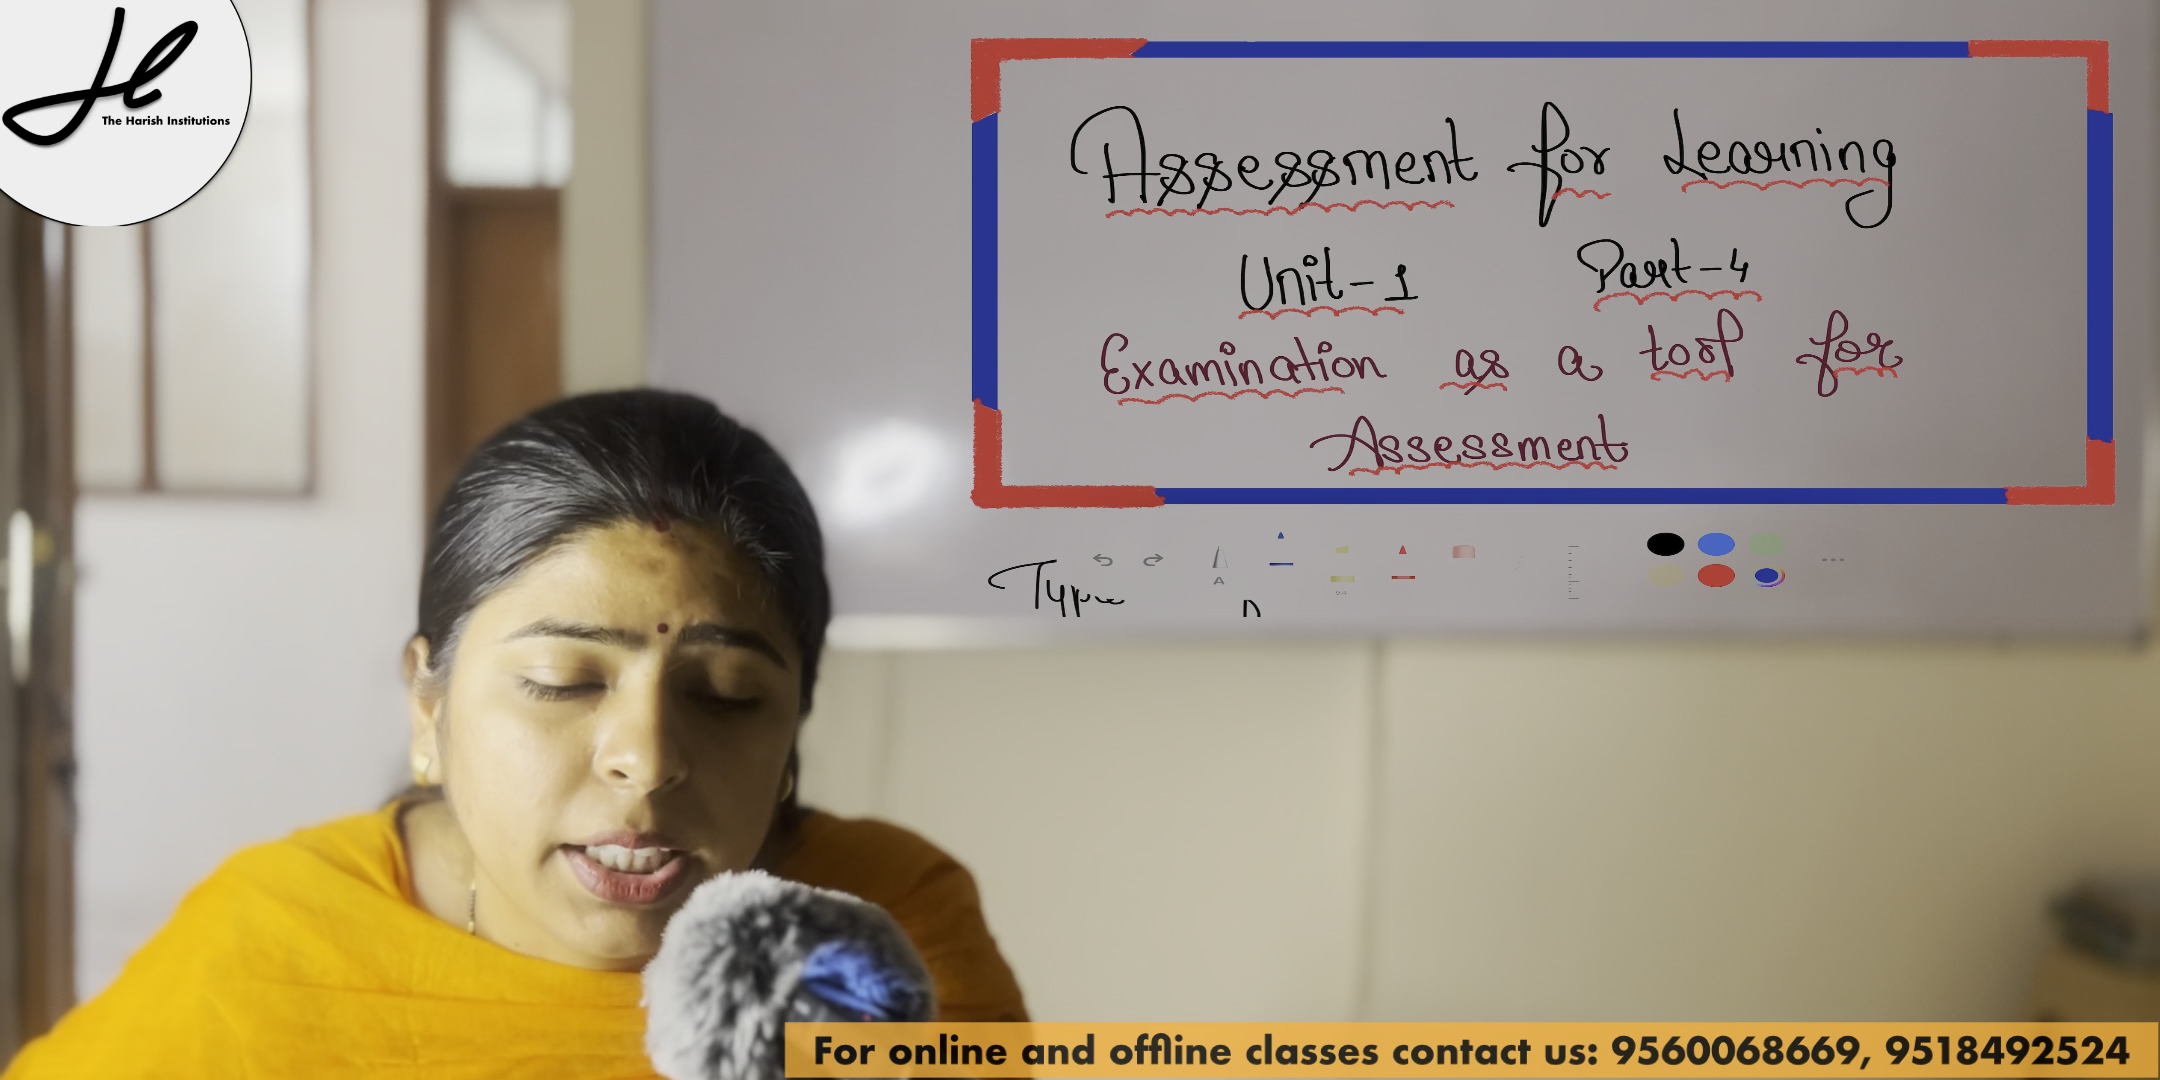 The Harish Institutions
Assessment for Learning
Unit-1 Part-4
Examination as a tool for
Assessment
Type
For online and offline classes contact us: 9560068669, 9518492524